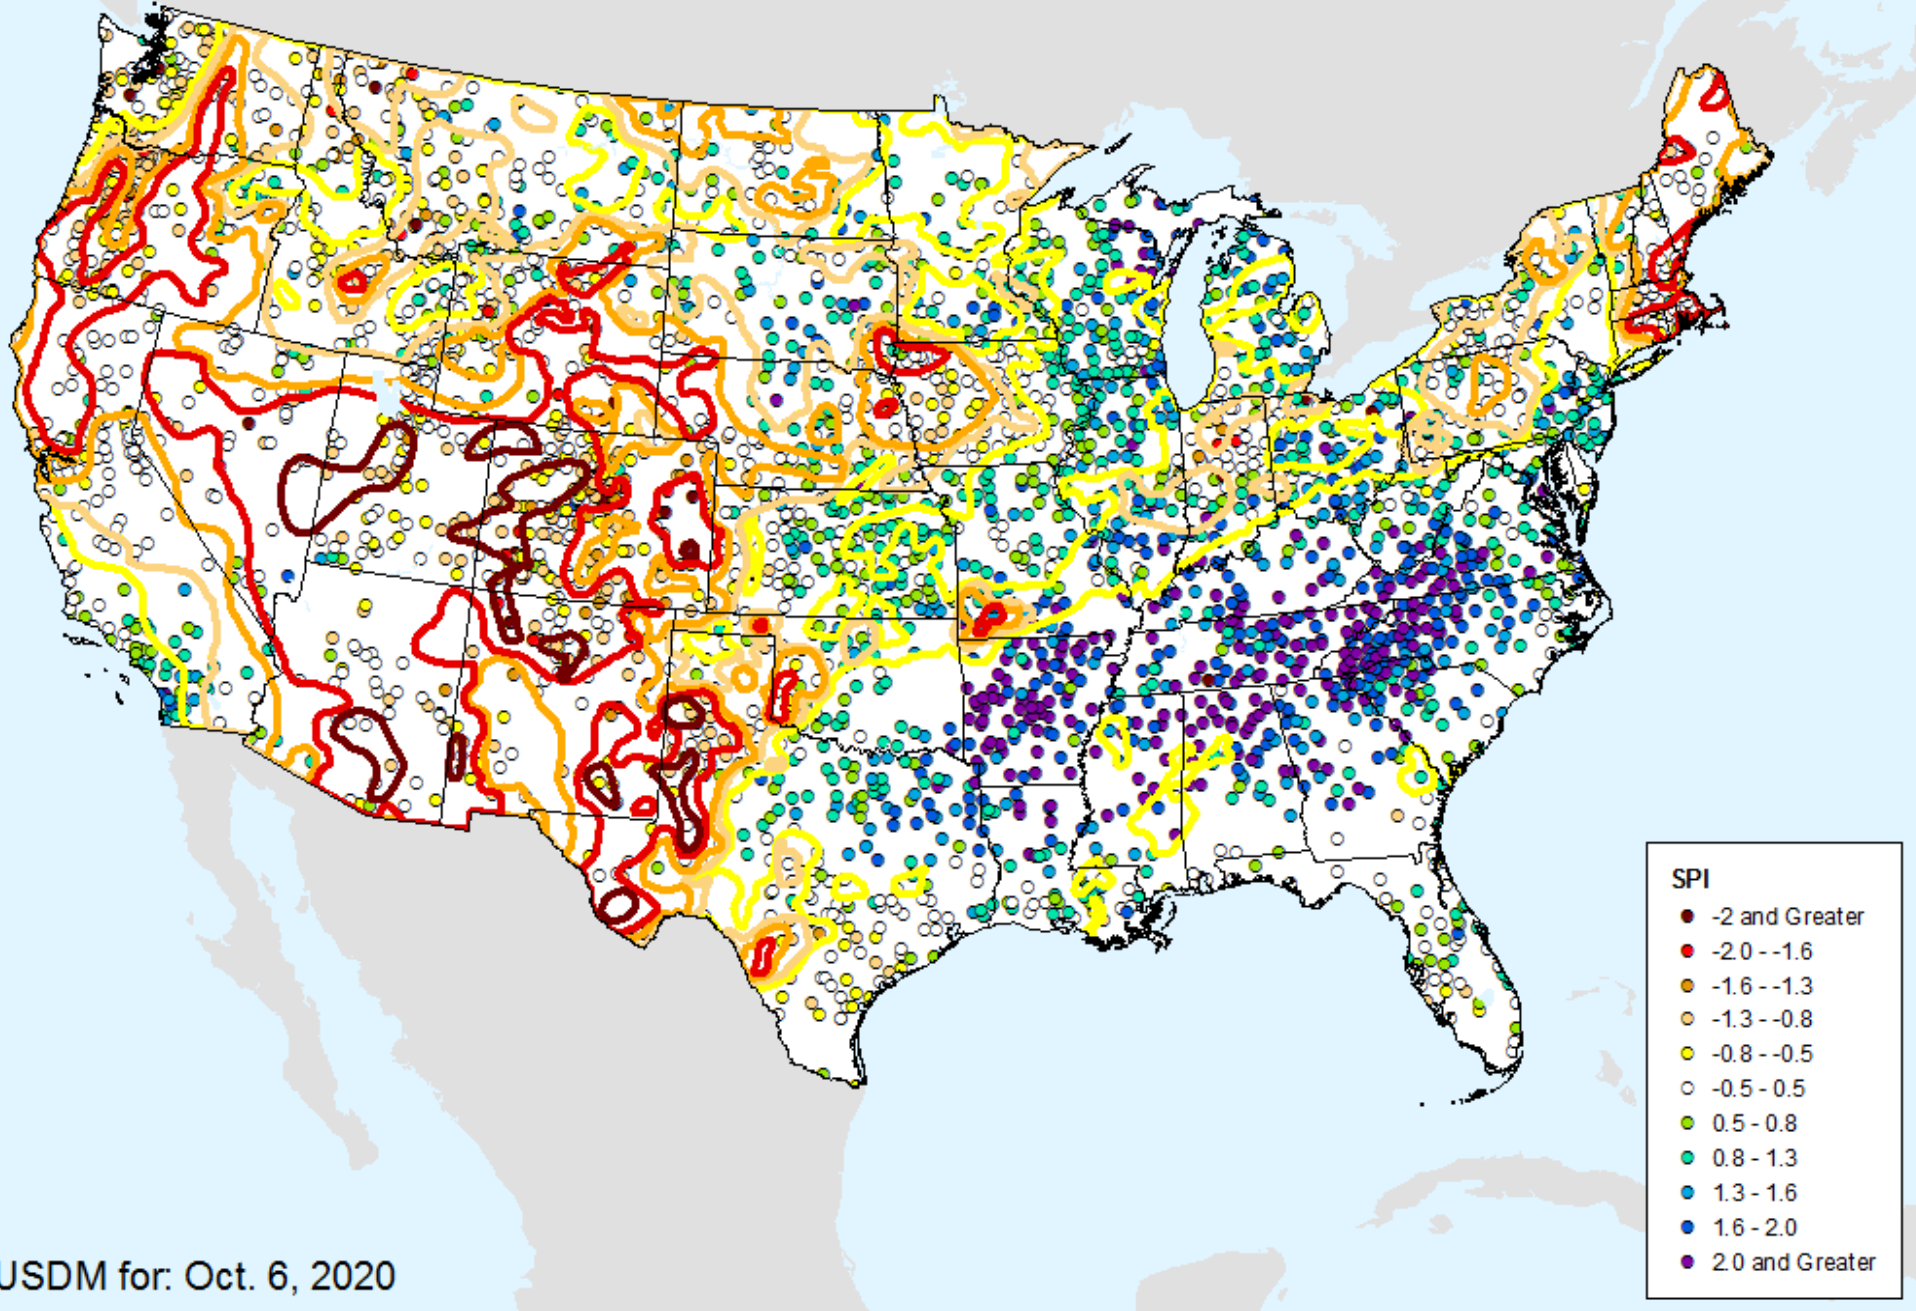 SPI
-2 and Greater
-2.0 - -1.6
-1.6 - -1.3
-1.3 - -0.8
-0.8 - -0.5
-0.5 - 0.5
0.5 - 0.8
0.8 - 1.3
1.3 - 1.6
1.6 - 2.0
2.0 and Greater
USDM for: Oct. 6, 2020